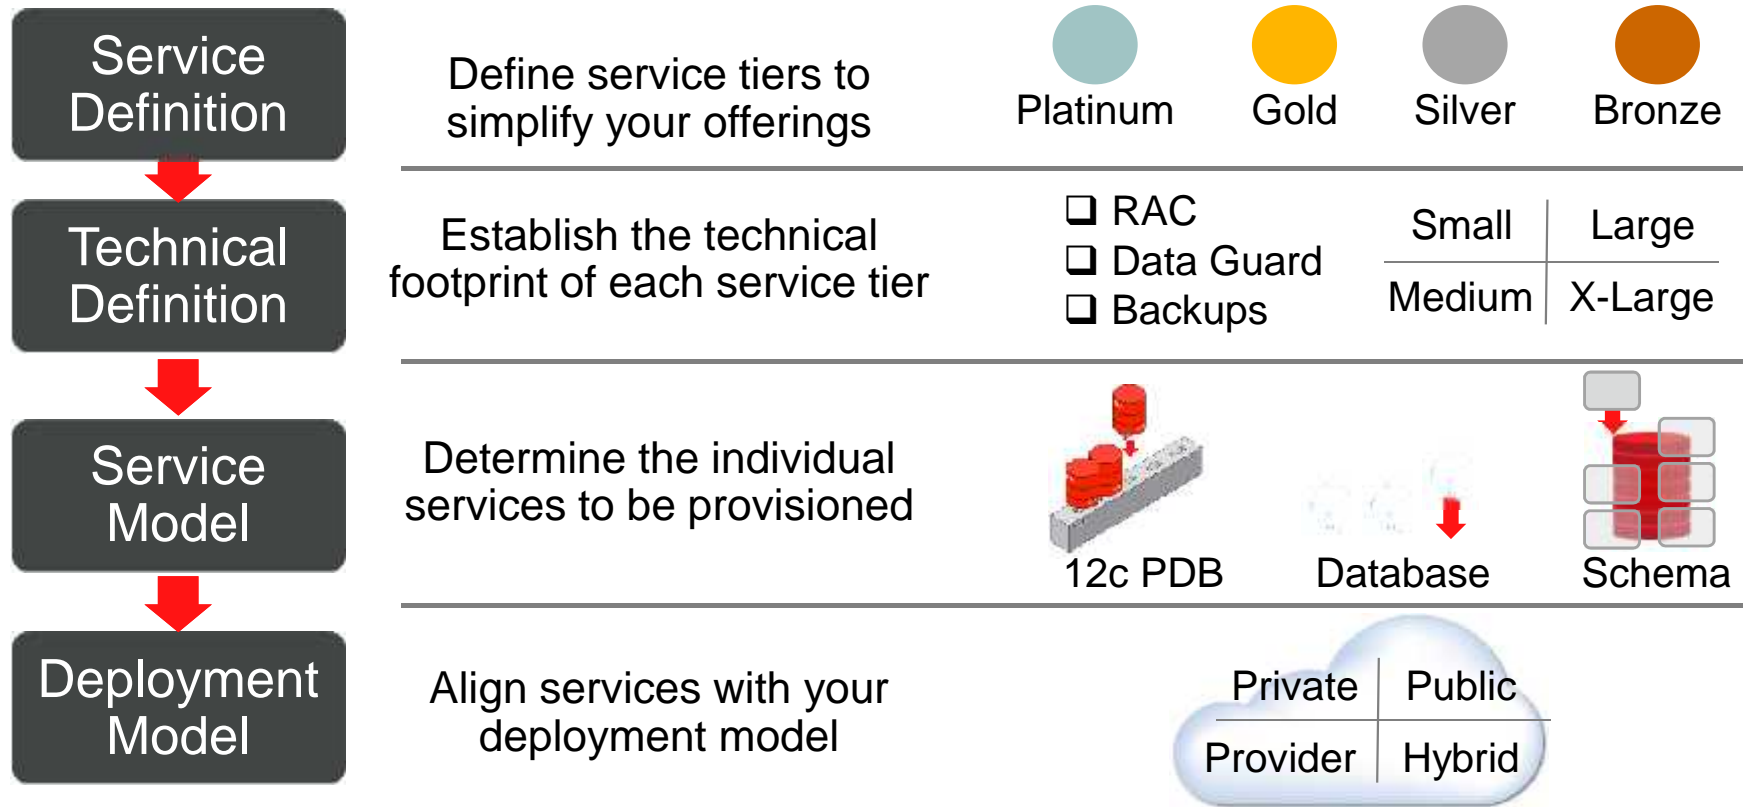 Service
Definition
Define service tiers to
simplify your offerings
Platinum
Gold
Silver
Bronze
Technical
Definition
Establish the technical
footprint of each service tier
RAC
Data Guard
Backups
Small
Large
Medium
X-Large
Service
Model
Determine the individual
services to be provisioned
12c PDB
Database
Schema
Deployment
Model
Align services with your
deployment model
Private
Public
Provider
Hybrid